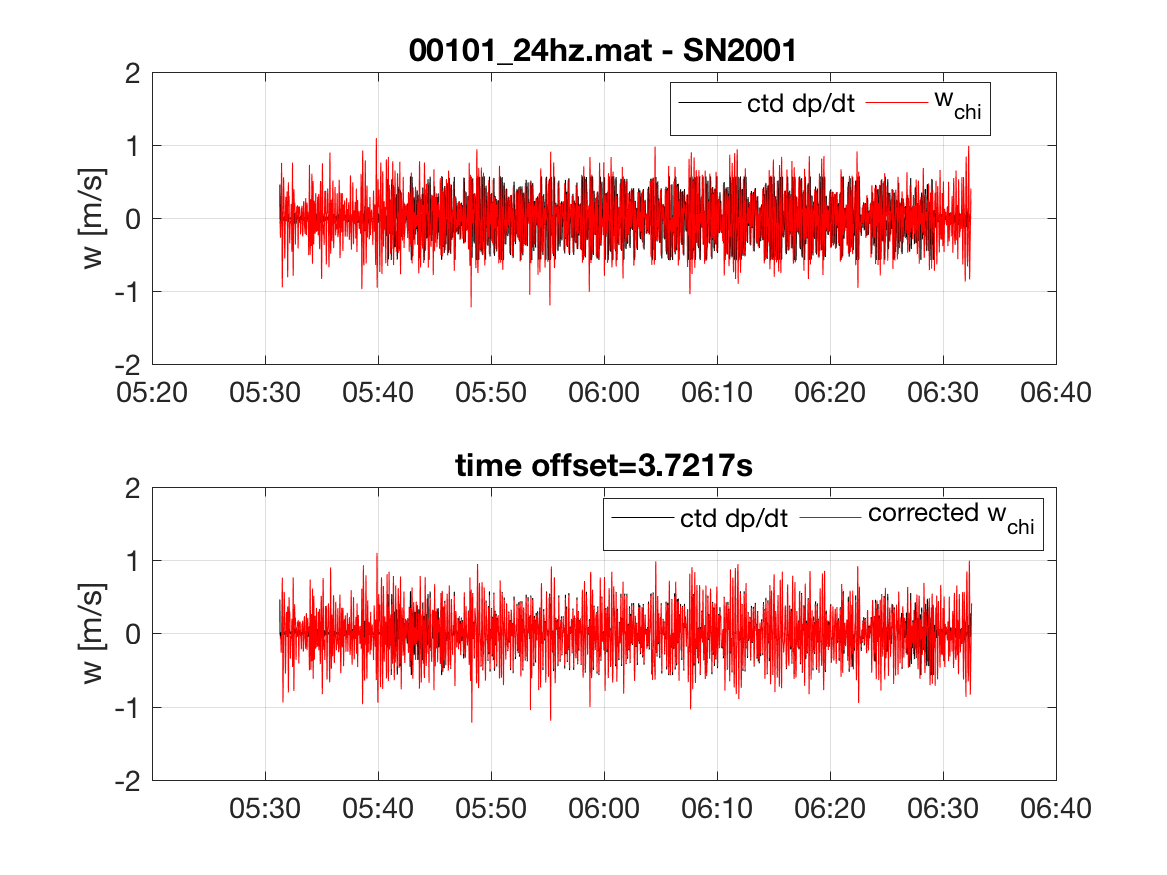 00101_24hz.mat - SN2001
ctd dp/dt w_chi
w [m/s]
2
1
0
-1
-2
05:20 05:30 05:40 05:50 06:00 06:10 06:20 06:30 06:40
time offset=3.7217s
ctd dp/dt corrected w_chi
w [m/s]
2
1
0
-1
-2
05:30 05:40 05:50 06:00 06:10 06:20 06:30 06:40